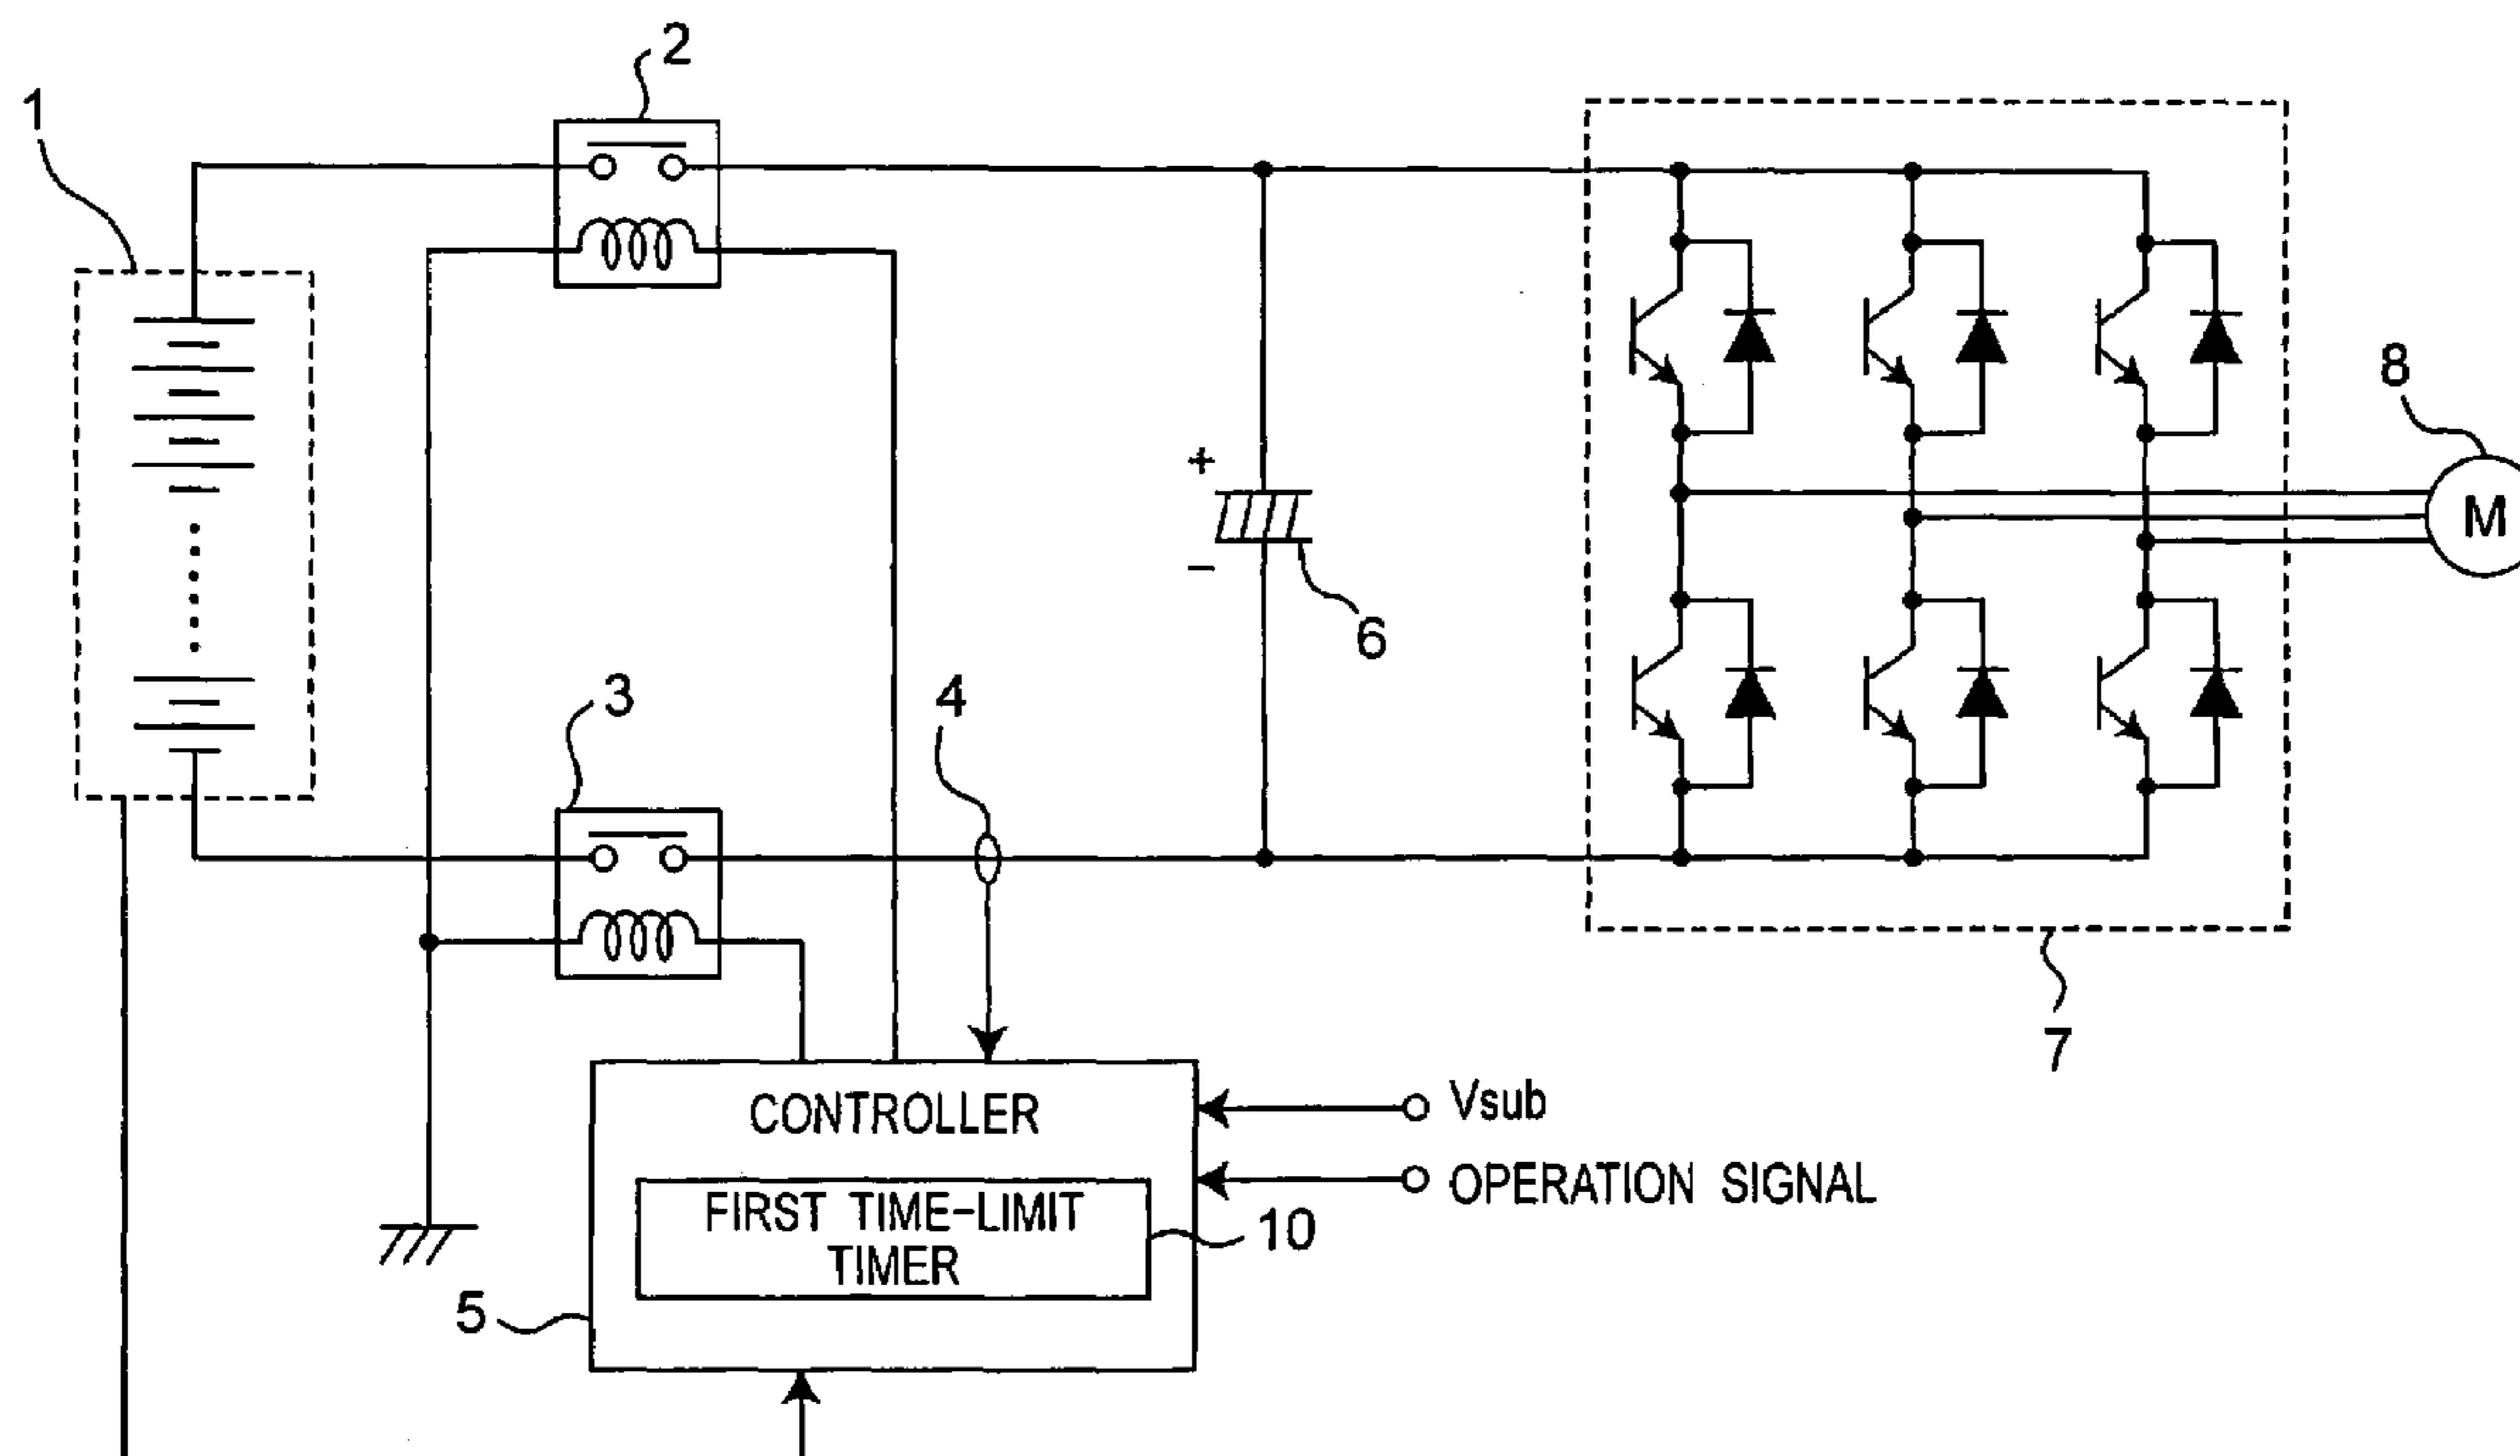 2
1
8
+
M
−
6
3
4
7
CONTROLLER
Vsub
OPERATION SIGNAL
FIRST TIME-LIMIT
TIMER
10
5